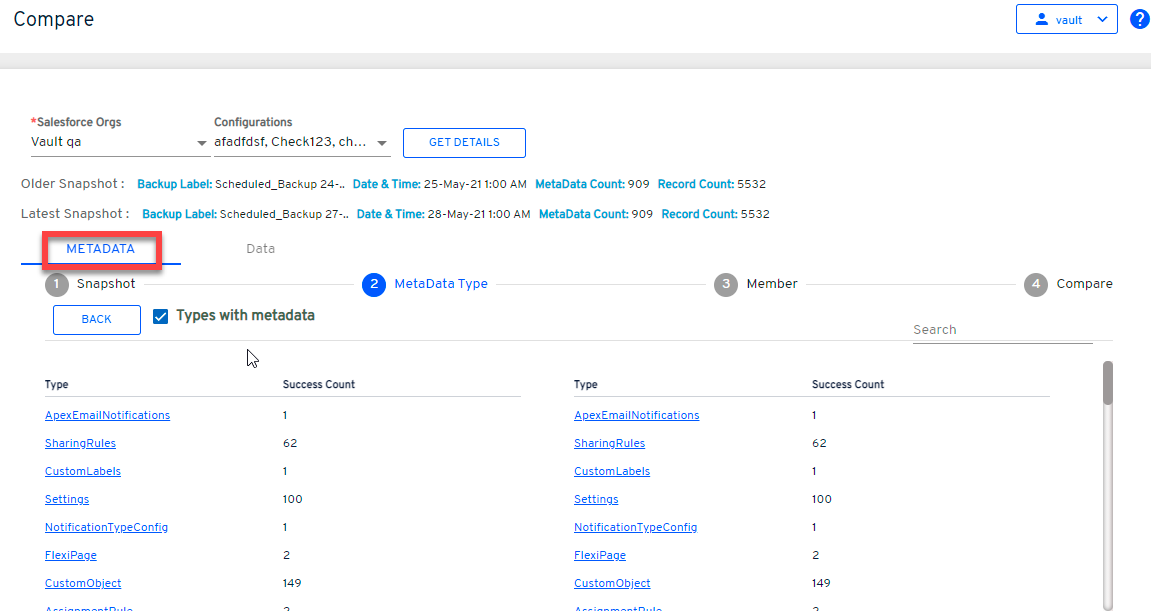 Compare
vault
?
*Salesforce Orgs
Configurations
Vault qa
afadfdsf, Check123, ch...
GET DETAILS
Older Snapshot : Backup Label: Scheduled_Backup 24-.. Date & Time: 25-May-21 1:00 AM MetaData Count: 909 Record Count: 5532
Latest Snapshot : Backup Label: Scheduled_Backup 27-.. Date & Time: 28-May-21 1:00 AM MetaData Count: 909 Record Count: 5532
METADATA Data
1 Snapshot 2 MetaData Type 3 Member 4 Compare
BACK Types with metadata
Search
Type Success Count Type Success Count
ApexEmailNotifications 1 ApexEmailNotifications 1
SharingRules 62 SharingRules 62
CustomLabels 1 CustomLabels 1
Settings 100 Settings 100
NotificationTypeConfig 1 NotificationTypeConfig 1
FlexiPage 2 FlexiPage 2
CustomObject 149 CustomObject 149
AssignmentRule AssignmentRule